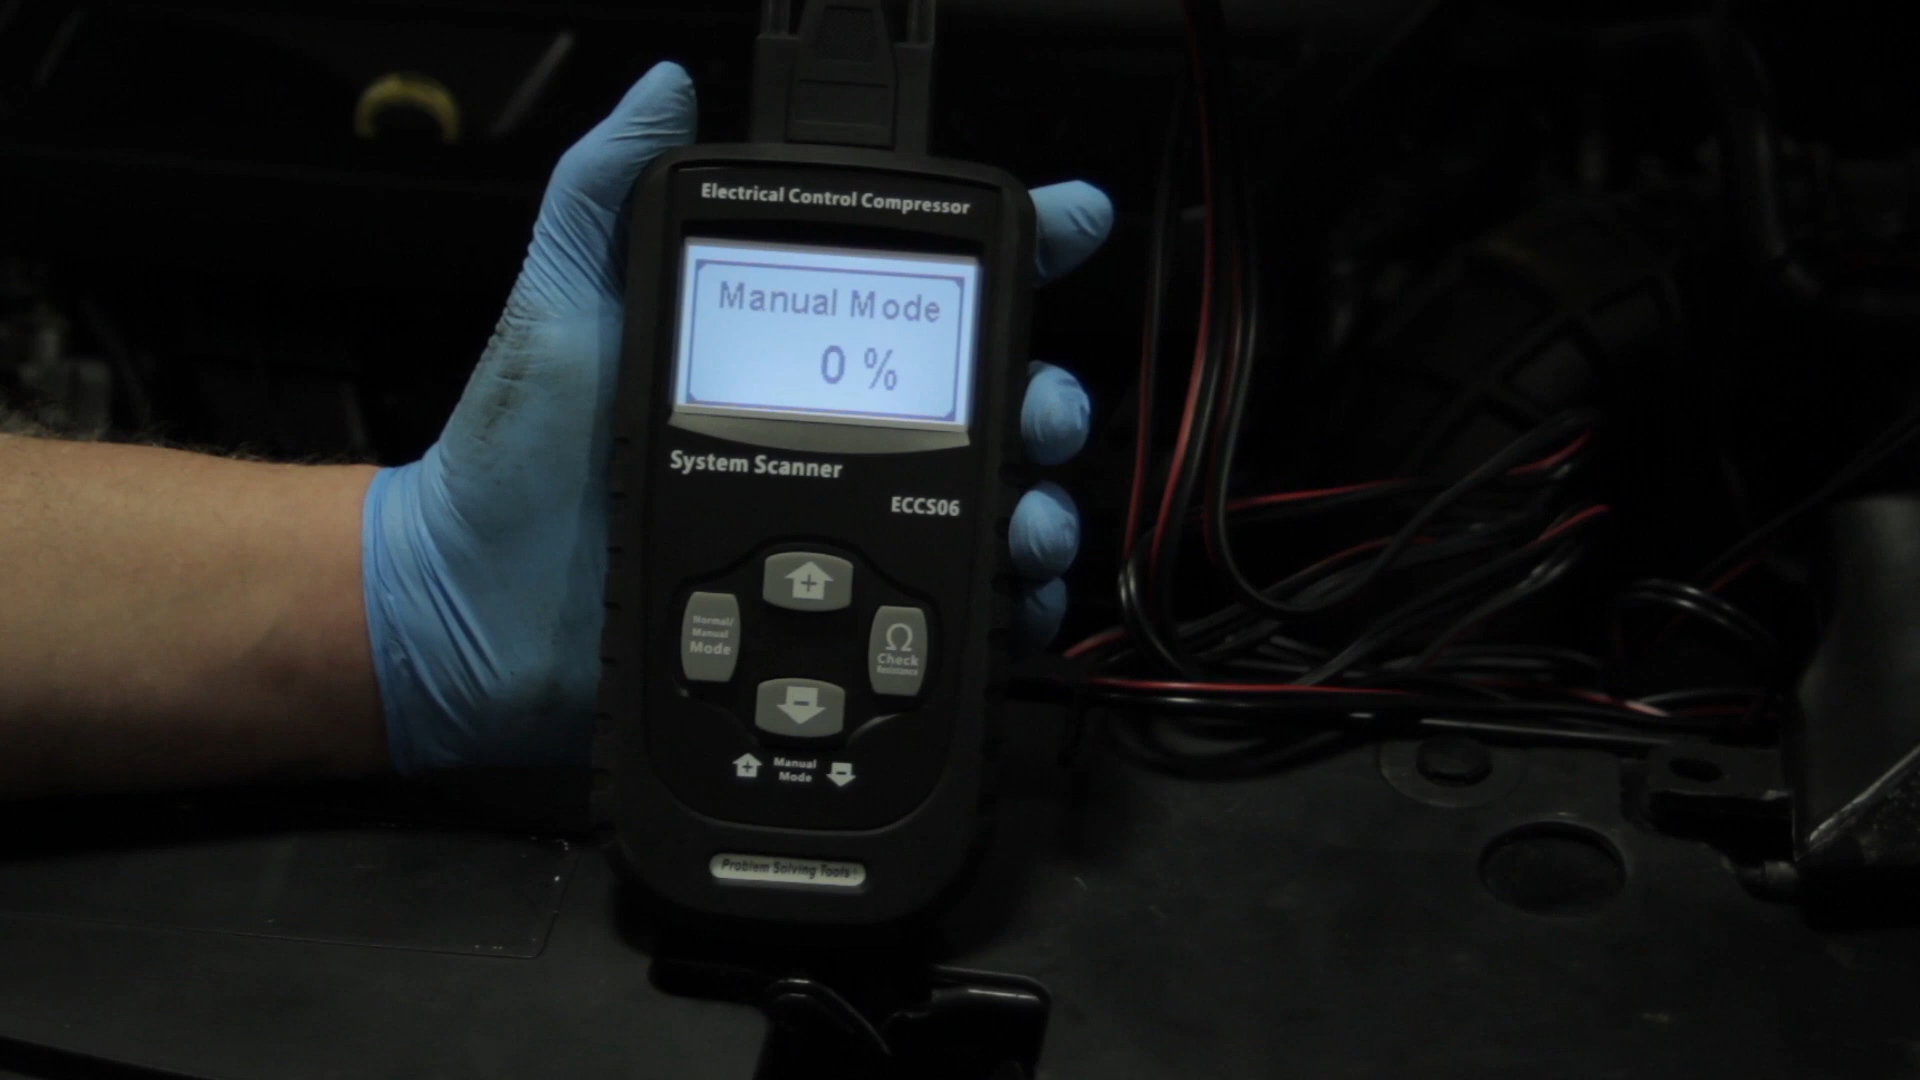 Electrical Control Compressor
Manual Mode
0 %
System Scanner
ECCS06
+
Normal/
Manual
Mode
Ω
Check
Resistance
-
+ Manual Mode -
Problem Solving Tools!